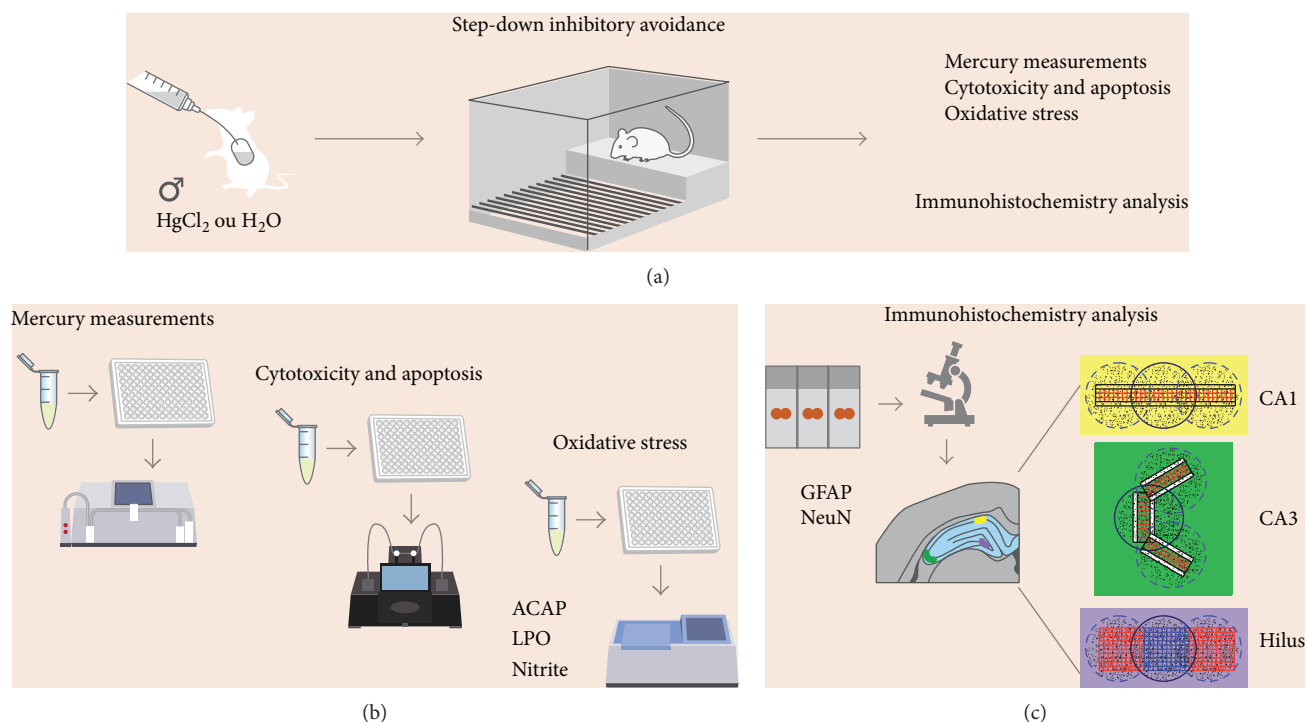 Step-down inhibitory avoidance
Mercury measurements
Cytotoxicity and apoptosis
Oxidative stress
♂
HgCl₂ ou H₂O
Immunohistochemistry analysis
(a)
Mercury measurements
Cytotoxicity and apoptosis
Oxidative stress
ACAP
LPO
Nitrite
(b)
Immunohistochemistry analysis
GFAP
NeuN
CA1
CA3
Hilus
(c)